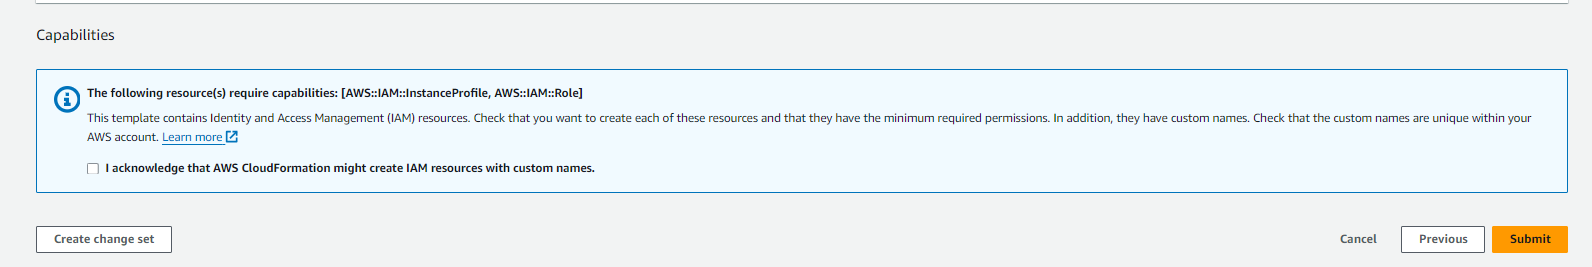 Capabilities
The following resource(s) require capabilities: [AWS::IAM::InstanceProfile, AWS::IAM::Role]
This template contains Identity and Access Management (IAM) resources. Check that you want to create each of these resources and that they have the minimum required permissions. In addition, they have custom names. Check that the custom names are unique within your
AWS account. Learn more
I acknowledge that AWS CloudFormation might create IAM resources with custom names.
Create change set Cancel Previous Submit